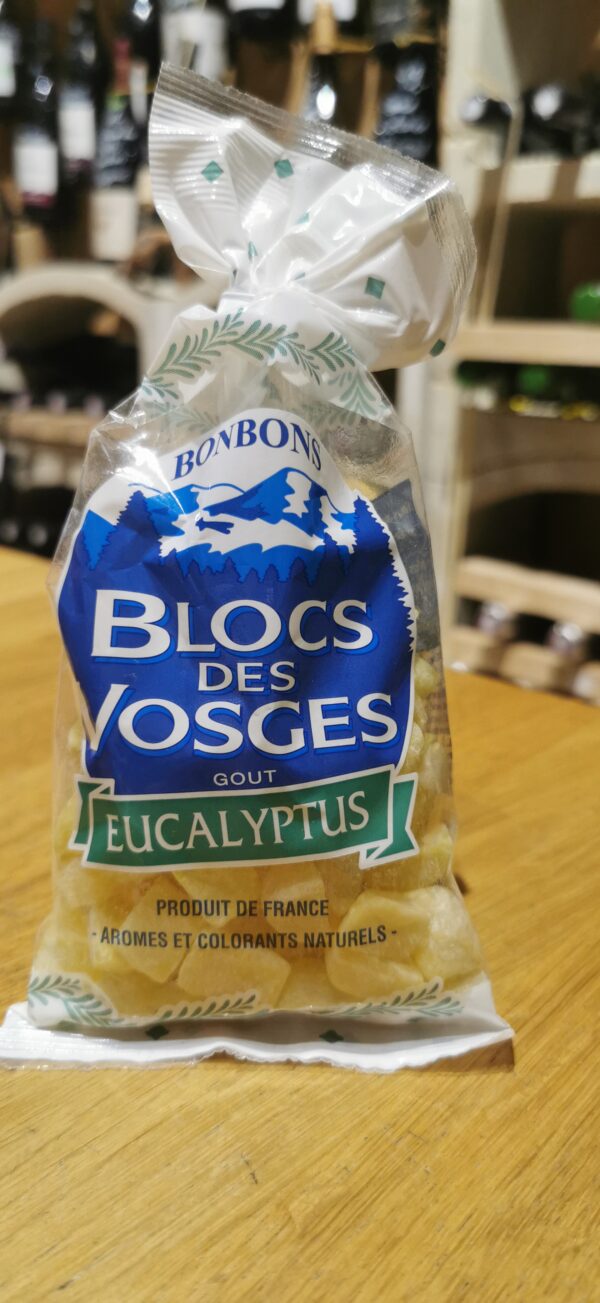 BONBONS
BLOCS
DES
VOSGES
GOUT
EUCALYPTUS
PRODUIT DE FRANCE
- AROMES ET COLORANTS NATURELS -